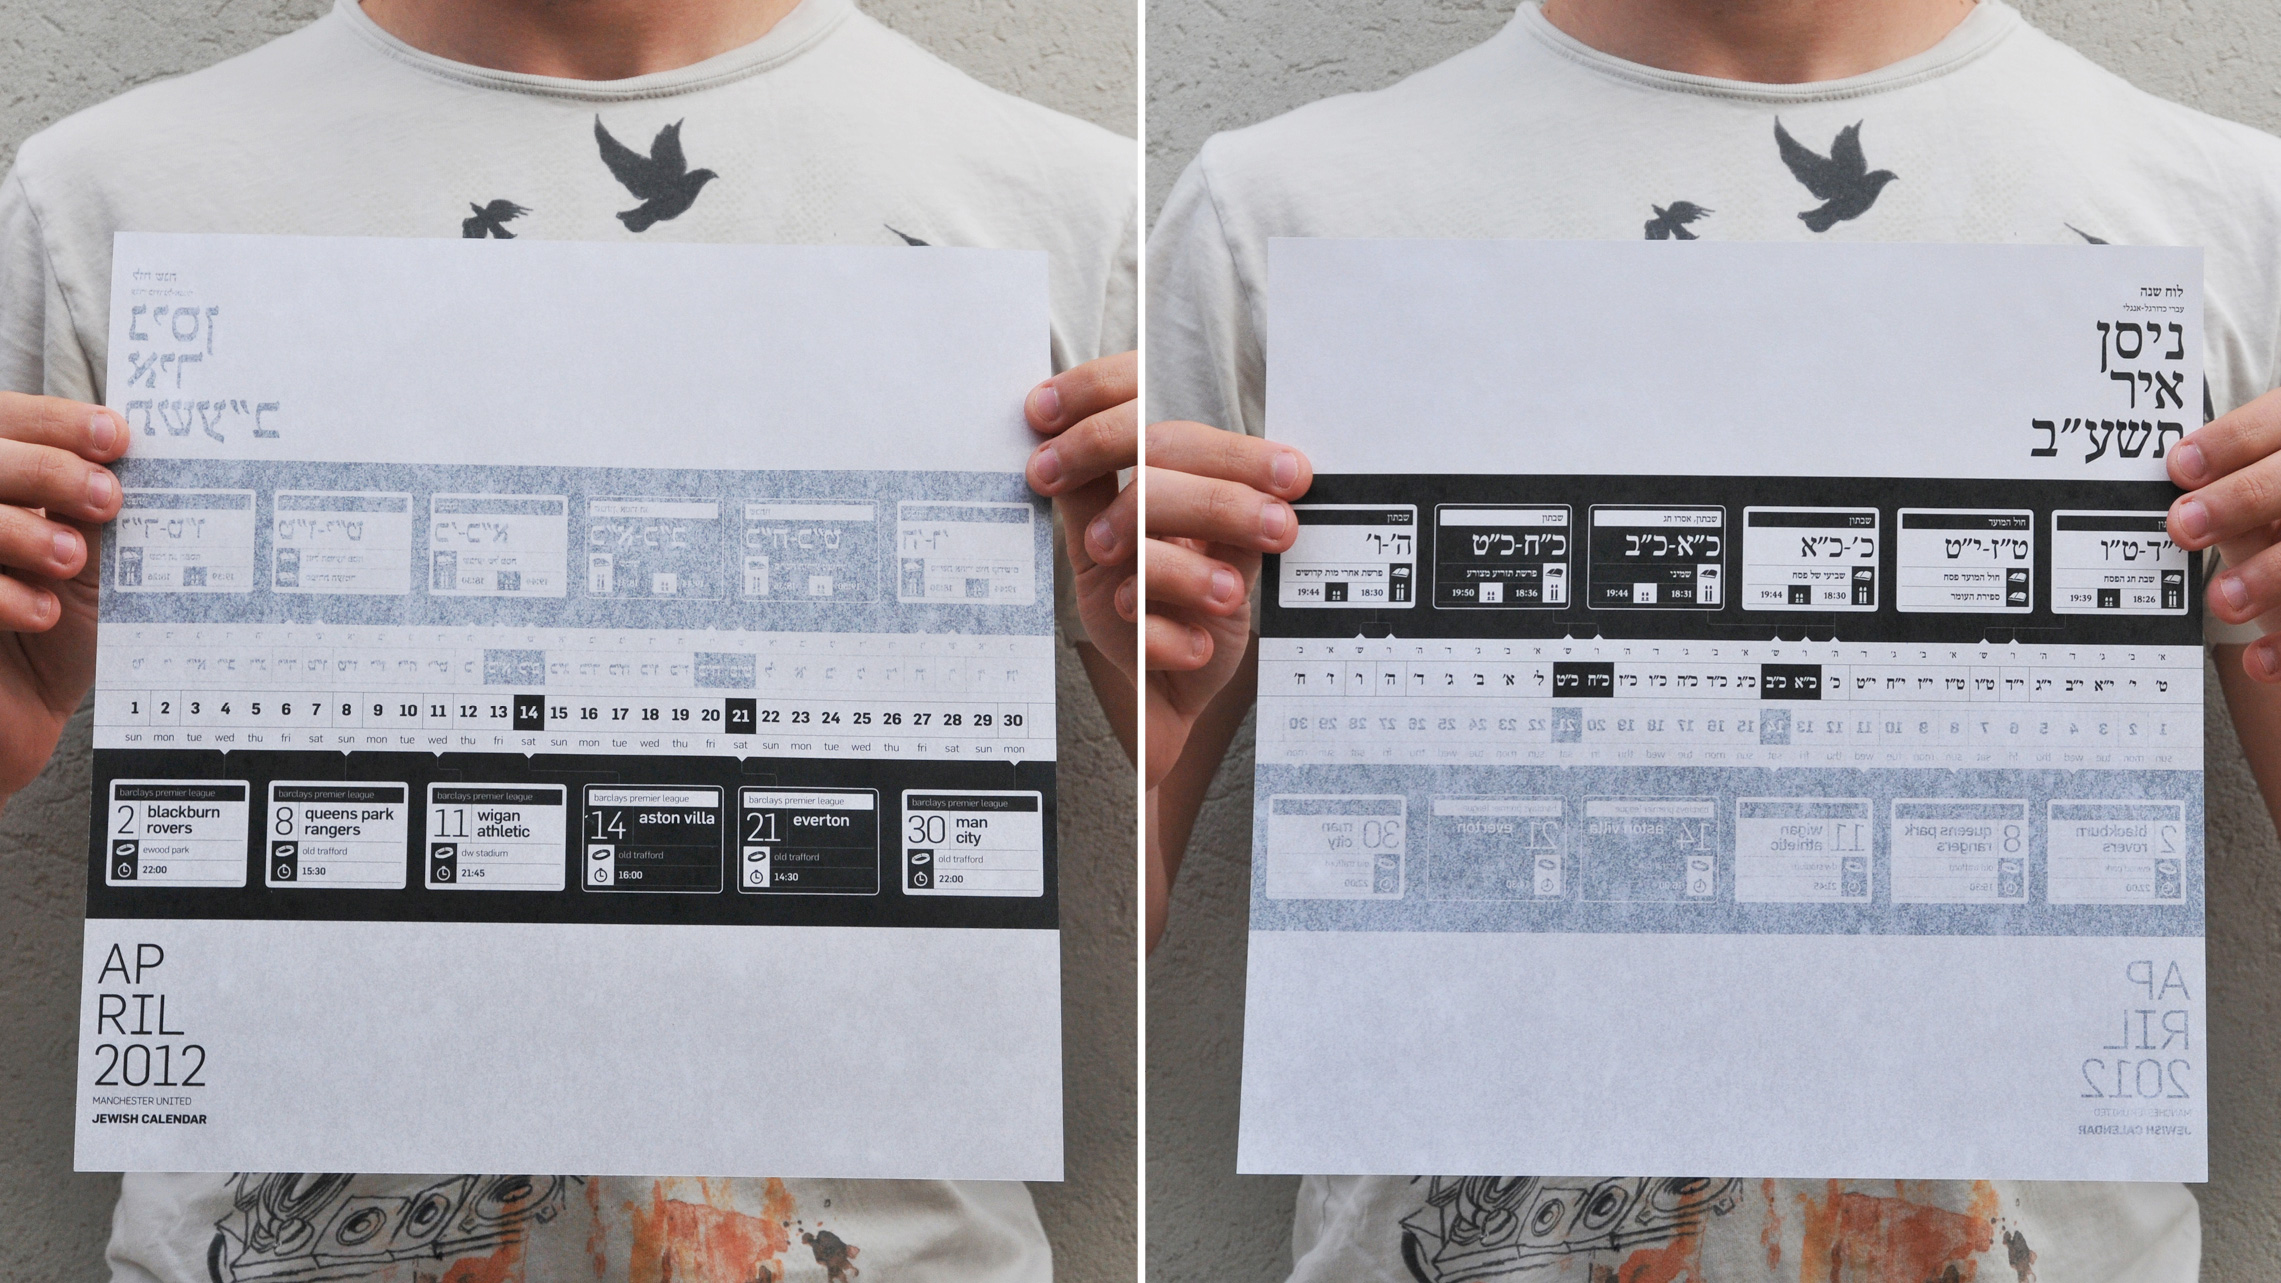 1 2 3 4 5 6 7 8 9 10 11 12 13 14 15 16 17 18 19 20 21 22 23 24 25 26 27 28 29 30
sun mon tue wed thu fri sat sun mon tue wed thu fri sat sun mon tue wed thu fri sat sun mon tue wed thu fri sat sun mon
barclays premier league
2 blackburn
rovers
ewood park
22:00
barclays premier league
8 queens park
rangers
old trafford
15:30
barclays premier league
11 wigan
athletic
dw stadium
21:45
barclays premier league
14 aston villa
old trafford
16:00
barclays premier league
21 everton
old trafford
14:30
barclays premier league
30 man
city
old trafford
22:00
AP
RIL
2012
MANCHESTER UNITED
JEWISH CALENDAR
לוח שנה
עברי כדורגל-אנגלי
ניסן
איר
תשע״ב
י״ד-ט״ו
שבת חג הפסח
18:26 19:39
חול המועד
ט״ז-י״ט
חול המועד פסח
ספירת העומר
שבתון
כ׳-כ״א
שביעי של פסח
18:30 19:44
שבתון, אסרו חג
כ״א-כ״ב
שמיני
18:31 19:44
שבתון
כ״ח-כ״ט
פרשת תזריע מצורע
18:36 19:50
שבתון
ה׳-ו׳
פרשת אחרי מות קדושים
18:30 19:44
א׳ ב׳ ג׳ ד׳ ה׳ ו׳ ש׳ א׳ ב׳ ג׳ ד׳ ה׳ ו׳ ש׳ א׳ ב׳ ג׳ ד׳ ה׳ ו׳ ש׳ א׳ ב׳ ג׳ ד׳ ה׳ ו׳ ש׳ א׳ ב׳
ט׳ י׳ י״א י״ב י״ג י״ד ט״ו ט״ז י״ז י״ח י״ט כ׳ כ״א כ״ב כ״ג כ״ד כ״ה כ״ו כ״ז כ״ח כ״ט ל׳ א׳ ב׳ ג׳ ד׳ ה׳ ו׳ ז׳ ח׳